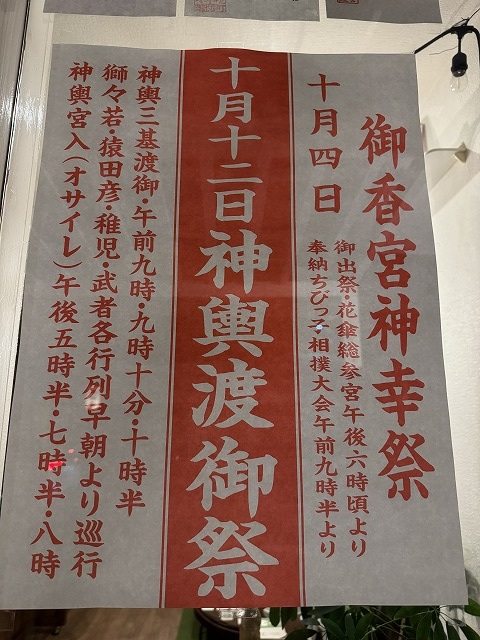 御香宮神幸祭
十月四日
御出祭・花傘総参宮午後六時頃より
奉納ちびっ子相撲大会午前九時半より
十月十二日神輿渡御祭
神輿三基渡御・午前九時・九時十分・十時半
獅々若・猿田彦・稚児・武者各行列早朝より巡行
神輿宮入(オサイレ)午後五時半・七時半・八時